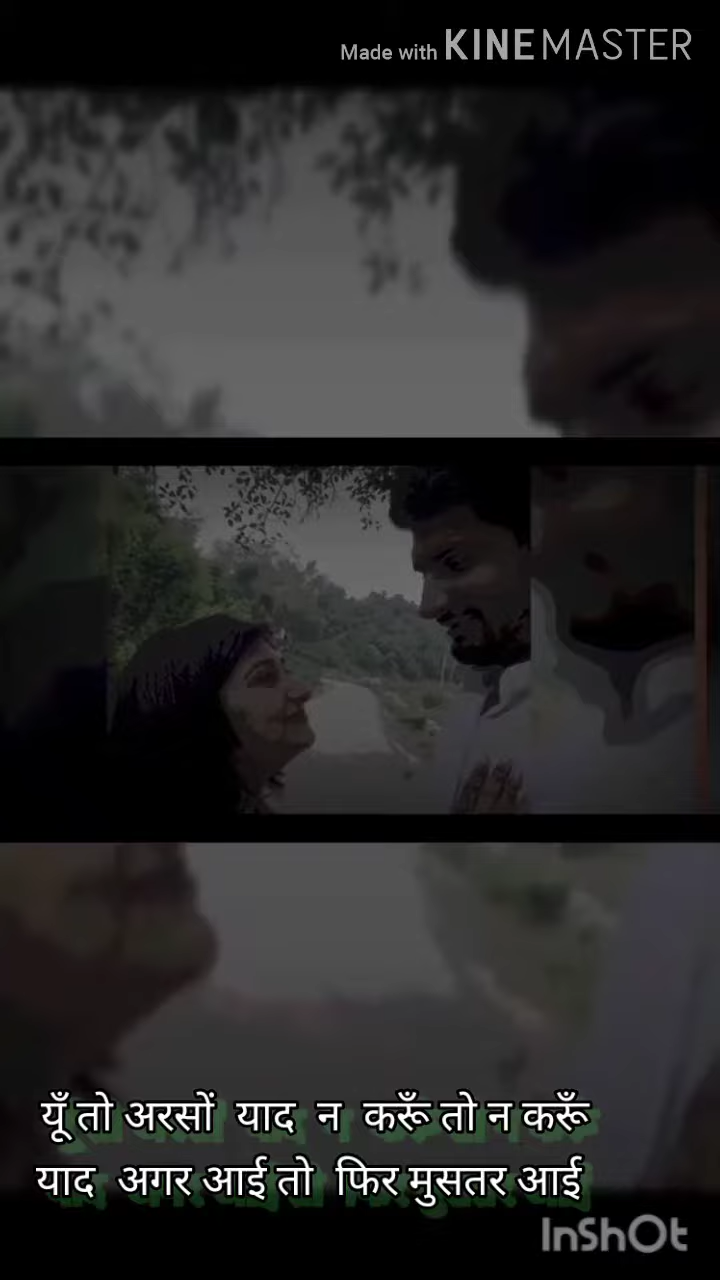 Made with KINEMASTER
यूँ तो अरसों याद न करूँ तो न करूँ
याद अगर आई तो फिर मुसतर आई
InShOt